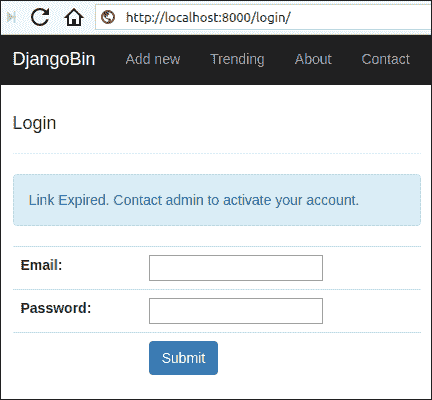 http://localhost:8000/login/
DjangoBin Add new Trending About Contact
Login
Link Expired. Contact admin to activate your account.
Email:
Password:
Submit